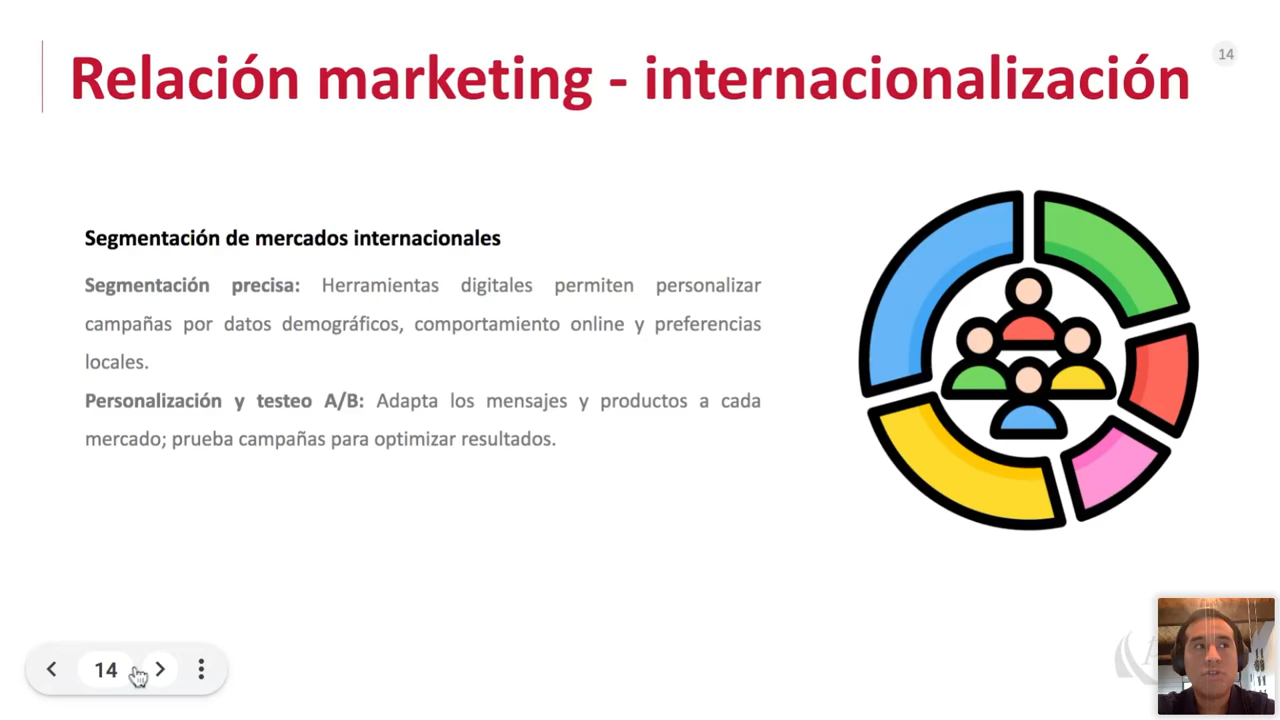 Relación marketing - internacionalización
14
Segmentación de mercados internacionales
Segmentación precisa: Herramientas digitales permiten personalizar
campañas por datos demográficos, comportamiento online y preferencias
locales.
Personalización y testeo A/B: Adapta los mensajes y productos a cada
mercado; prueba campañas para optimizar resultados.
14